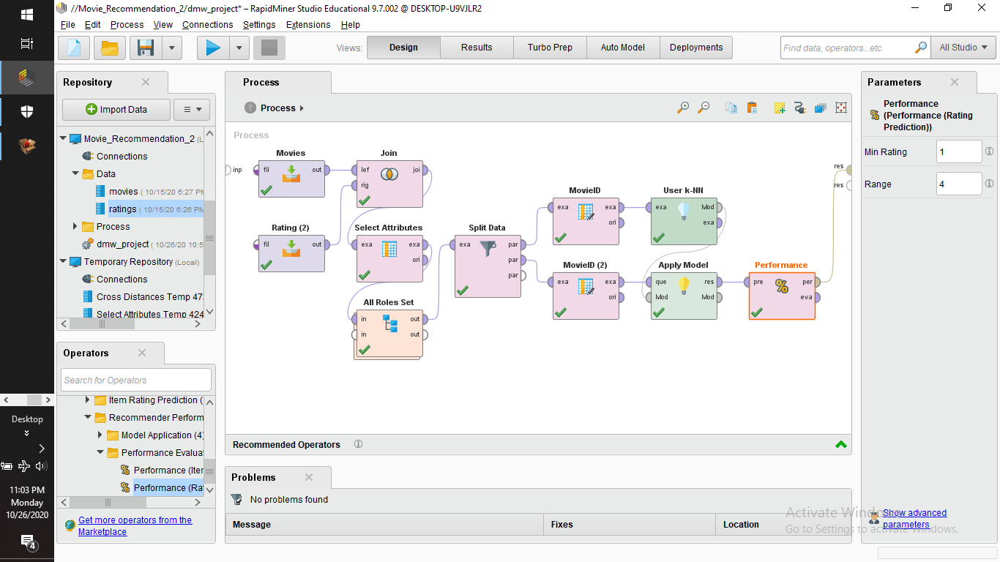 //Movie_Recommendation_2/dmw_project* – RapidMiner Studio Educational 9.7.002 @ DESKTOP-U9VJLR2
File Edit Process View Connections Settings Extensions Help
Views: Design Results Turbo Prep Auto Model Deployments
Find data, operators...etc
All Studio
Repository
Import Data
Movie_Recommendation_2 (L
Connections
Data
movies ( 10/15/20 6:27 PM
ratings ( 10/15/20 6:26 PM
Process
dmw_project ( 10/26/20 10:5
Temporary Repository (Local)
Connections
Cross Distances Temp 47
Select Attributes Temp 424
Operators
Search for Operators
Item Rating Prediction (
Recommender Perform
Model Application (4)
Performance Evalua
Performance (Iter
Performance (Rat
Get more operators from the
Marketplace
Process
Process
Process
inp
Movies
fil out
Join
lef joi
rig
Rating (2)
fil out
Select Attributes
exa exa
ori
All Roles Set
in out
in out
Split Data
exa par
par
par
MovieID
exa exa
ori
User k-NN
exa Mod
exa
MovieID (2)
exa exa
ori
Apply Model
que res
Mod Mod
Performance
pre per
eva
res
res
Recommended Operators
Problems
No problems found
Message Fixes Location
Parameters
Performance
(Performance (Rating
Prediction))
Min Rating 1
Range 4
Show advanced
parameters
Activate Windows
Go to Settings to activate Windows.
Desktop
11:03 PM
Monday
10/26/2020
4